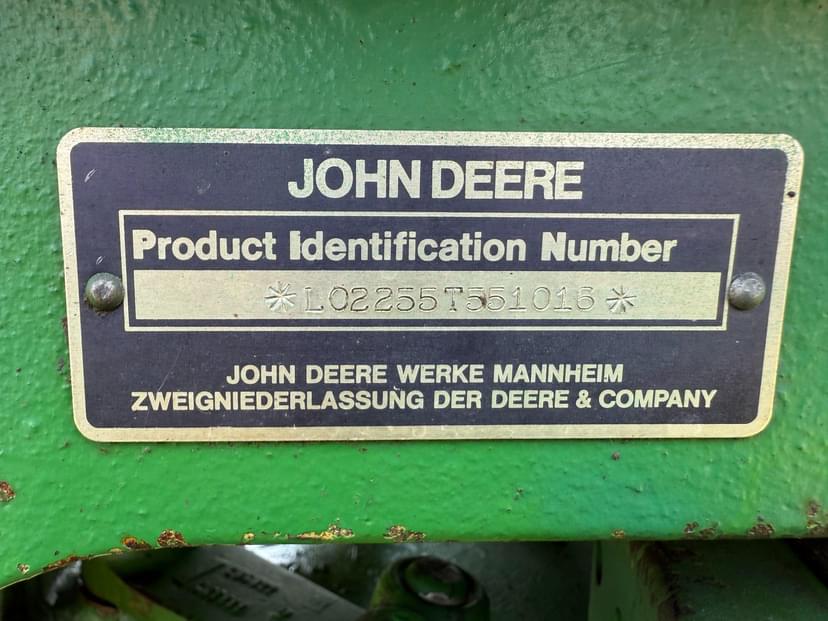 JOHN DEERE
Product Identification Number
*L02255T551016*
JOHN DEERE WERKE MANNHEIM
ZWEIGNIEDERLASSUNG DER DEERE & COMPANY